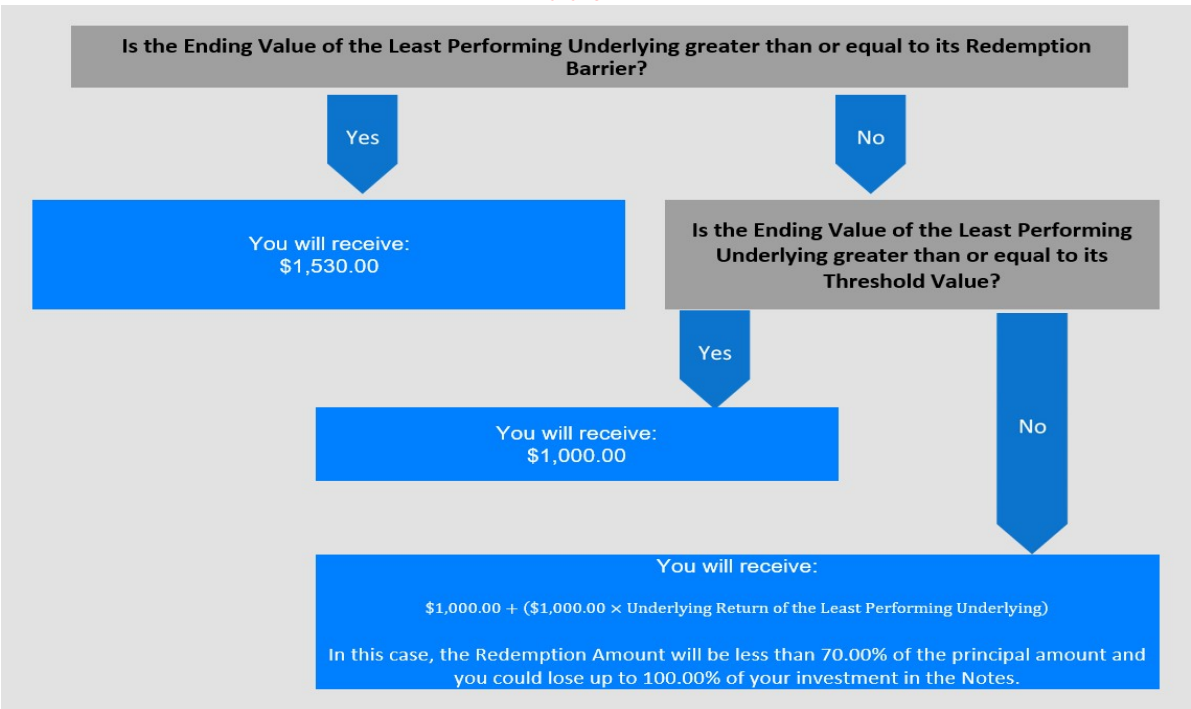 Is the Ending Value of the Least Performing Underlying greater than or equal to its Redemption
Barrier?
Yes
No
You will receive:
$1,530.00
Is the Ending Value of the Least Performing
Underlying greater than or equal to its
Threshold Value?
Yes
No
You will receive:
$1,000.00
You will receive:
$1,000.00 + ($1,000.00 × Underlying Return of the Least Performing Underlying)
In this case, the Redemption Amount will be less than 70.00% of the principal amount and
you could lose up to 100.00% of your investment in the Notes.